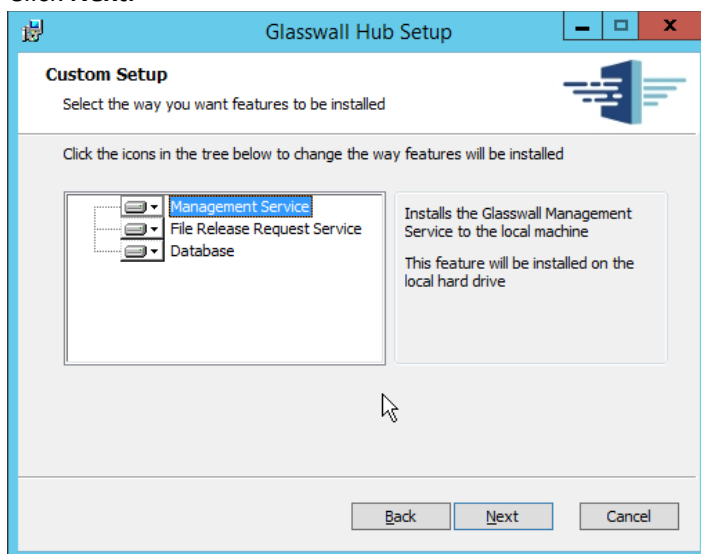 Click Next.
Glasswall Hub Setup
Custom Setup
Select the way you want features to be installed
Click the icons in the tree below to change the way features will be installed
Management Service
File Release Request Service
Database
Installs the Glasswall Management
Service to the local machine
This feature will be installed on the
local hard drive
Back Next Cancel